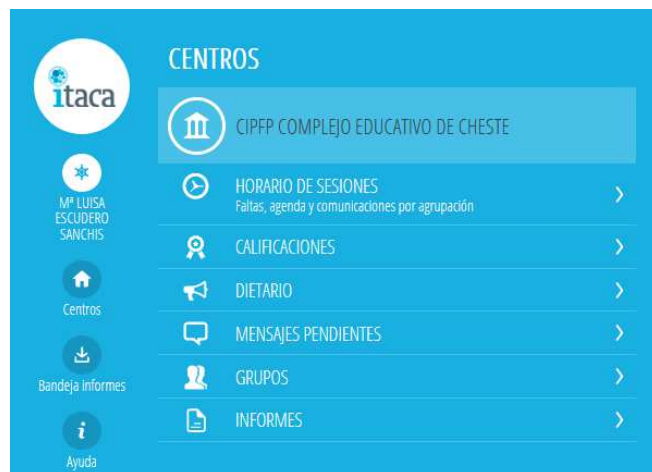 itaca
Mª LUISA
ESCUDERO
SANCHIS
Centros
Bandeja informes
Ayuda
CENTROS
CIPFP COMPLEJO EDUCATIVO DE CHESTE
HORARIO DE SESIONES
Faltas, agenda y comunicaciones por agrupación
CALIFICACIONES
DIETARIO
MENSAJES PENDIENTES
GRUPOS
INFORMES